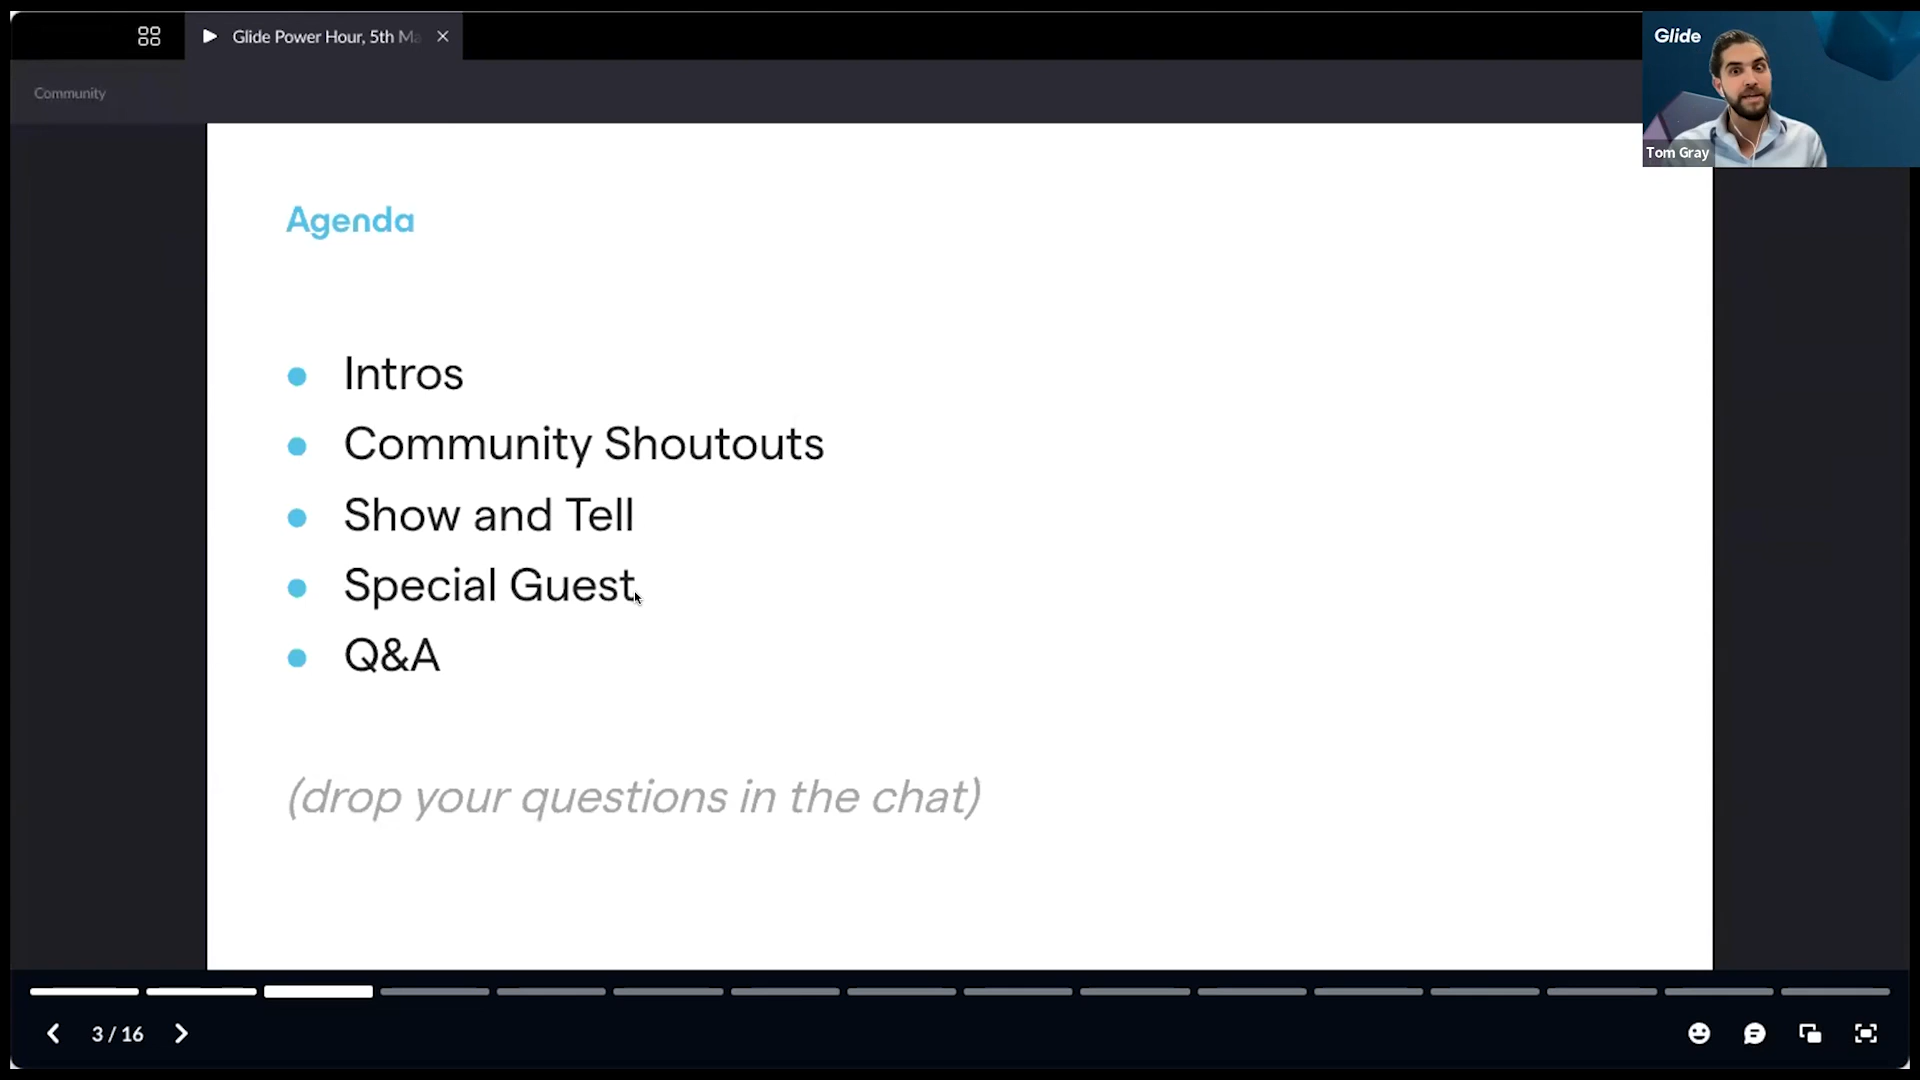 Glide Power Hour, 5th Ma
Glide
Community
Tom Gray
Agenda
Intros
Community Shoutouts
Show and Tell
Special Guest
Q&A
(drop your questions in the chat)
3 / 16